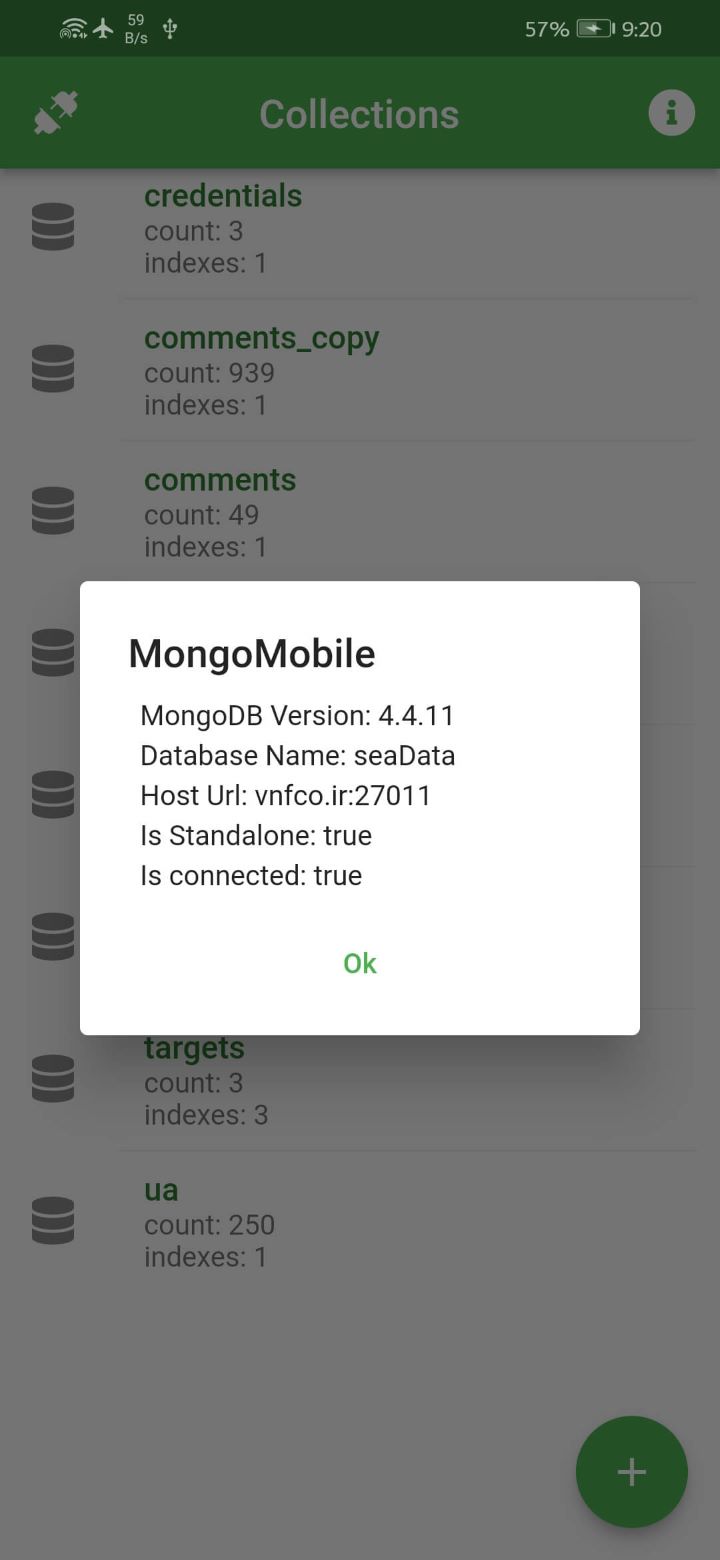 59
B/s
57%
9:20
Collections
credentials
count: 3
indexes: 1
comments_copy
count: 939
indexes: 1
comments
count: 49
indexes: 1
MongoMobile
MongoDB Version: 4.4.11
Database Name: seaData
Host Url: vnfco.ir:27011
Is Standalone: true
Is connected: true
Ok
targets
count: 3
indexes: 3
ua
count: 250
indexes: 1